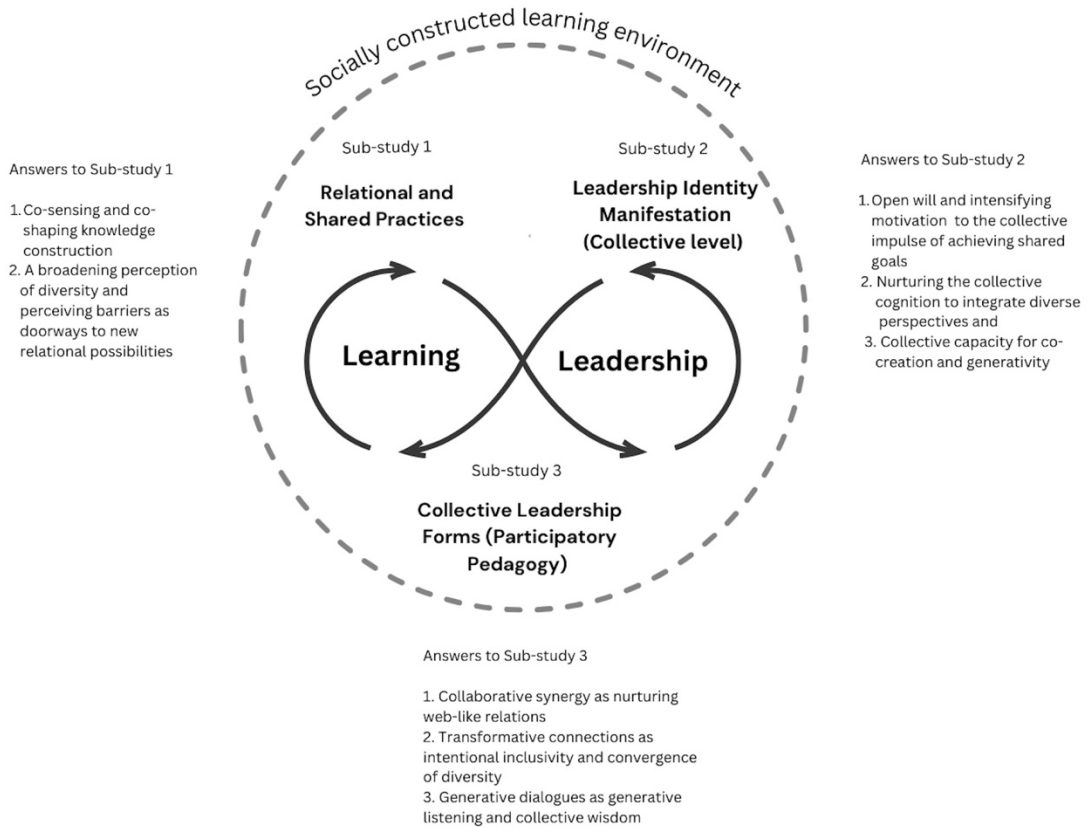 Socially constructed learning environment
Sub-study 1
Relational and
Shared Practices
Sub-study 2
Leadership Identity
Manifestation
(Collective level)
Answers to Sub-study 1
1. Co-sensing and co-
shaping knowledge
construction
2. A broadening perception
of diversity and
perceiving barriers as
doorways to new
relational possibilities
Answers to Sub-study 2
1. Open will and intensifying
motivation to the collective
impulse of achieving shared
goals
2. Nurturing the collective
cognition to integrate diverse
perspectives and
3. Collective capacity for co-
creation and generativity
Learning
Leadership
Sub-study 3
Collective Leadership
Forms (Participatory
Pedagogy)
Answers to Sub-study 3
1. Collaborative synergy as nurturing
web-like relations
2. Transformative connections as
intentional inclusivity and convergence
of diversity
3. Generative dialogues as generative
listening and collective wisdom